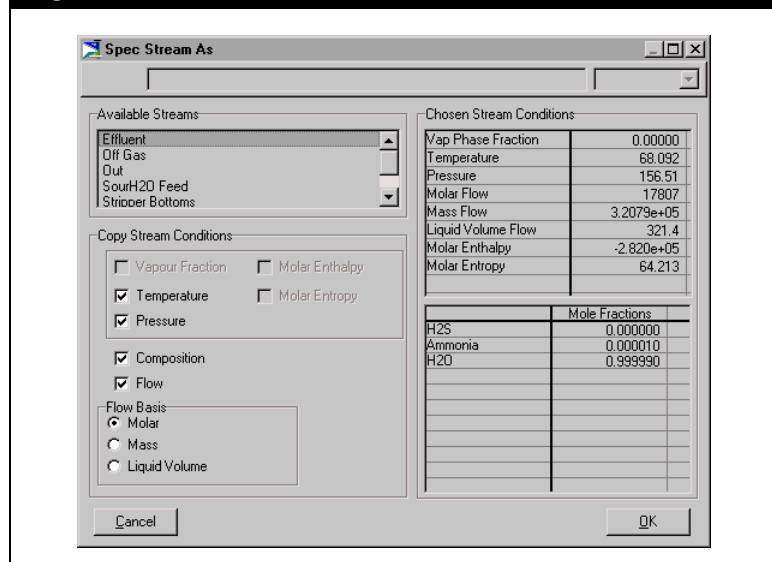 Spec Stream As
Available Streams
Effluent
Off Gas
Out
SourH2O Feed
Stripper Bottoms
Copy Stream Conditions
Vapour Fraction
Molar Enthalpy
Temperature
Molar Entropy
Pressure
Composition
Flow
Flow Basis
Molar
Mass
Liquid Volume
Cancel
Chosen Stream Conditions
Vap Phase Fraction 0.00000
Temperature 68.092
Pressure 156.51
Molar Flow 17807
Mass Flow 3.2079e+05
Liquid Volume Flow 321.4
Molar Enthalpy -2.820e+05
Molar Entropy 64.213
Mole Fractions
H2S 0.000000
Ammonia 0.000010
H2O 0.999990
OK